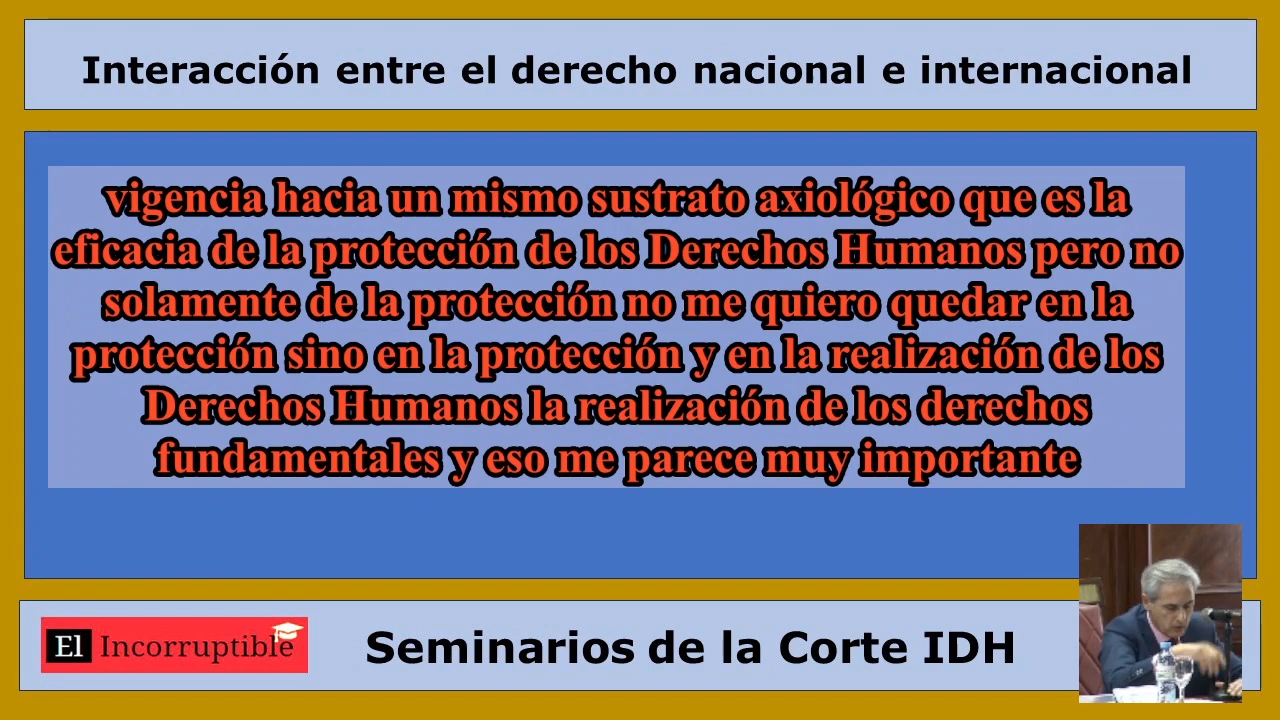 Interacción entre el derecho nacional e internacional
vigencia hacia un mismo sustrato axiológico que es la
eficacia de la protección de los Derechos Humanos pero no
solamente de la protección no me quiero quedar en la
protección sino en la protección y en la realización de los
Derechos Humanos la realización de los derechos
fundamentales y eso me parece muy importante
El Incorruptible
Seminarios de la Corte IDH